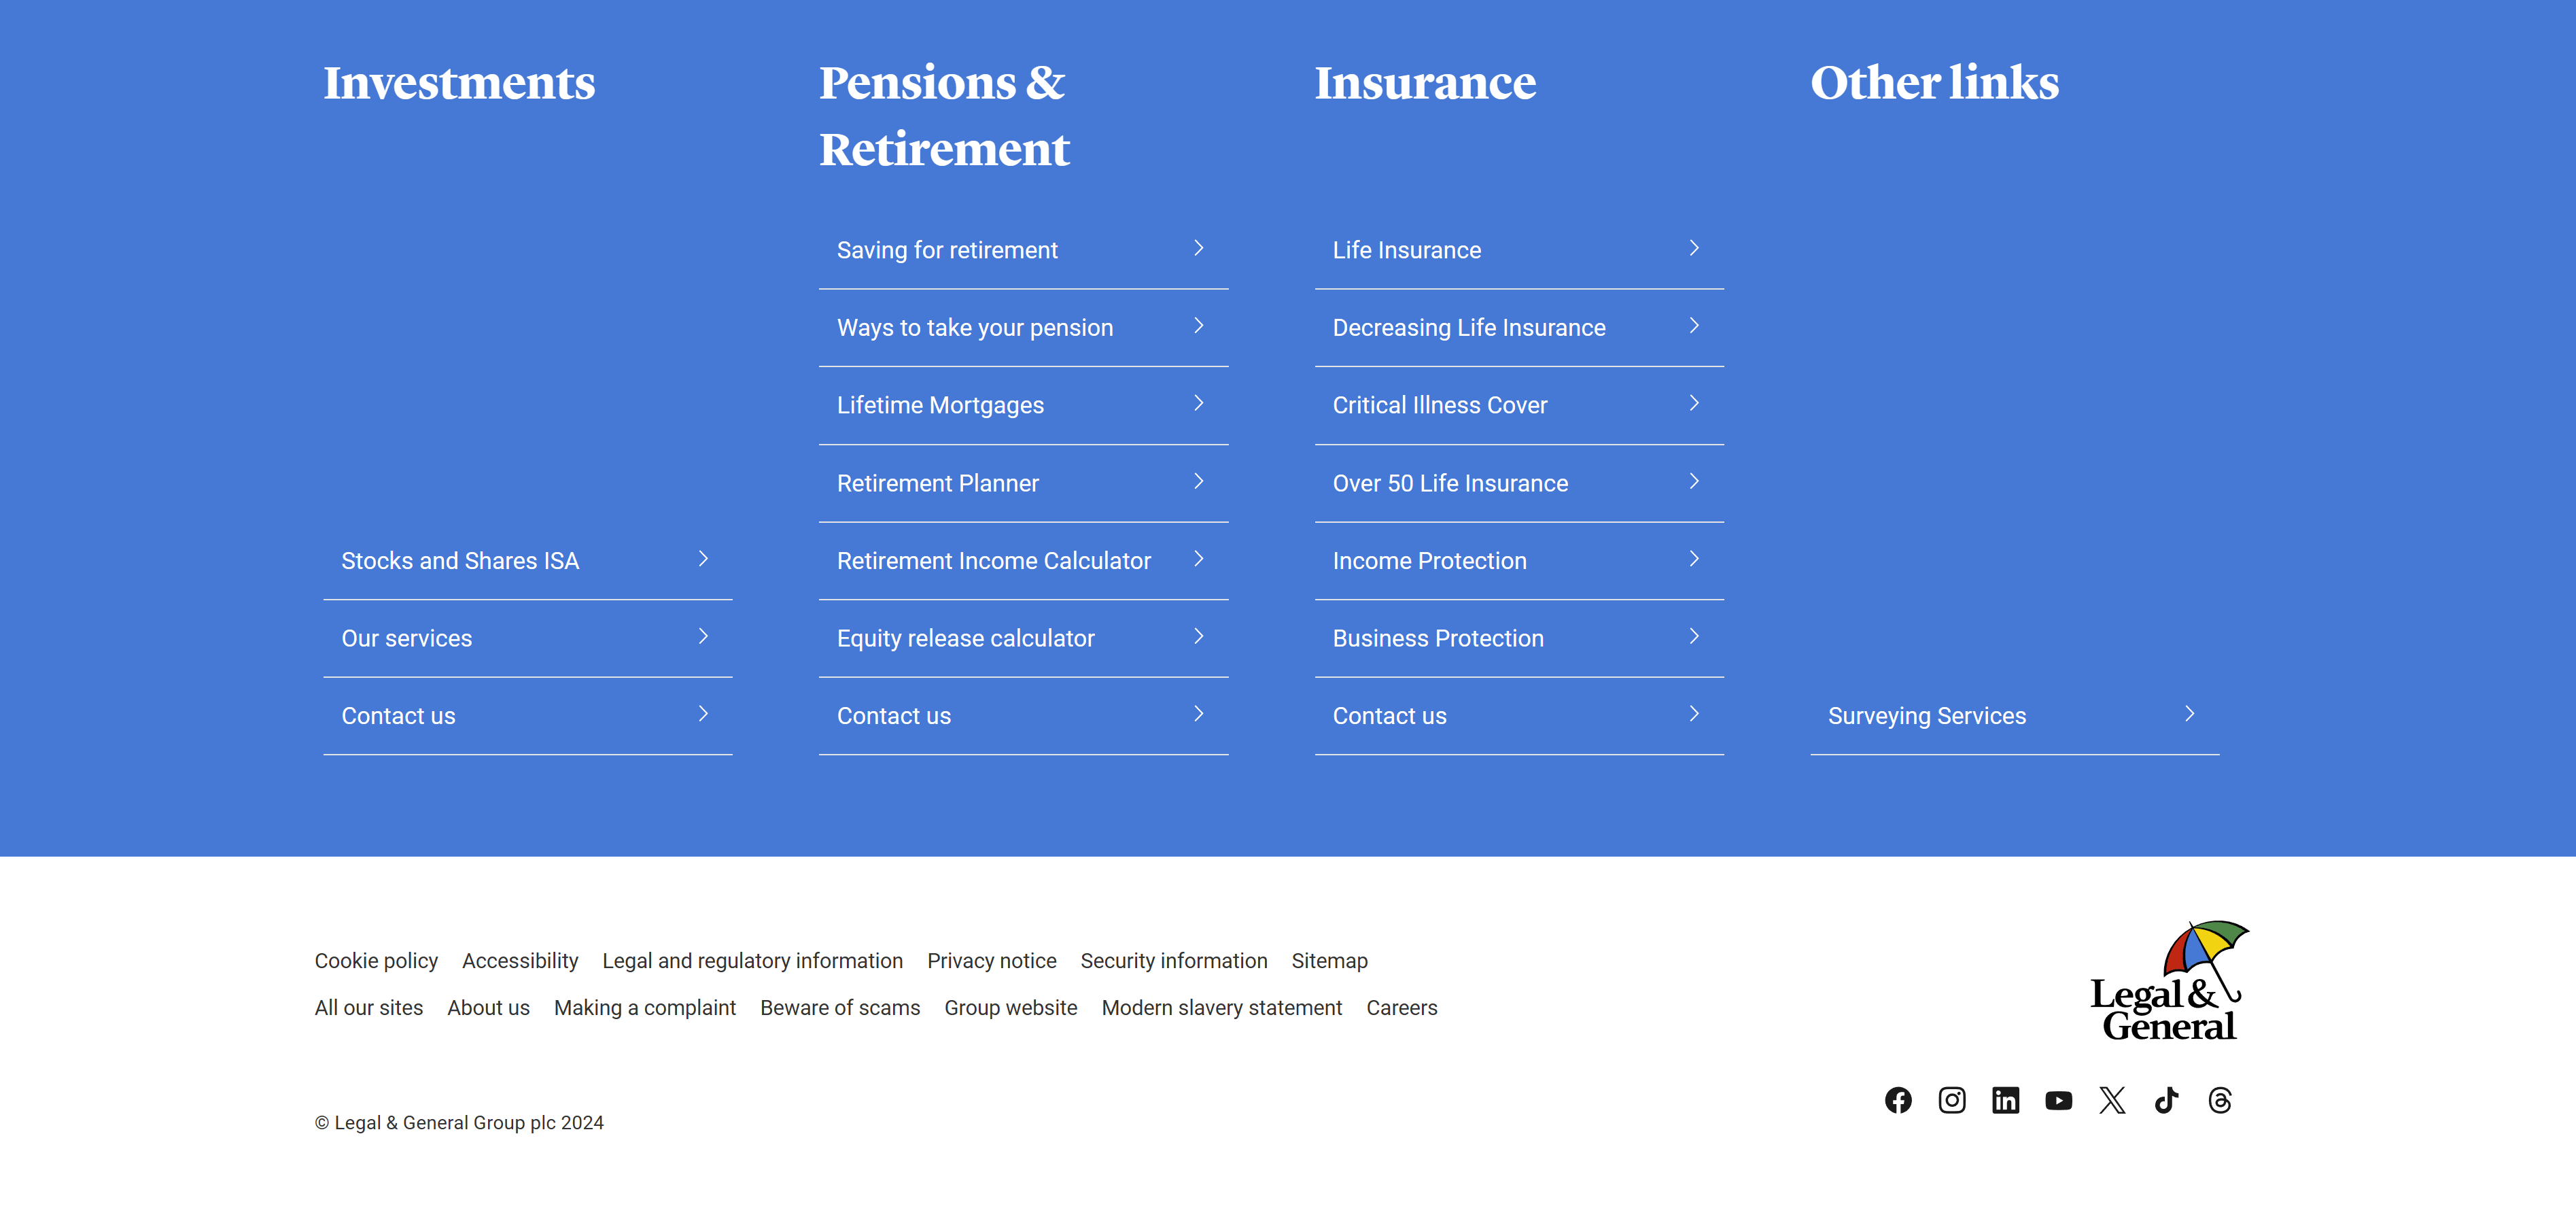 Investments
Stocks and Shares ISA
Our services
Contact us
Pensions &
Retirement
Saving for retirement
Ways to take your pension
Lifetime Mortgages
Retirement Planner
Retirement Income Calculator
Equity release calculator
Contact us
Insurance
Life Insurance
Decreasing Life Insurance
Critical Illness Cover
Over 50 Life Insurance
Income Protection
Business Protection
Contact us
Other links
Surveying Services
Cookie policy Accessibility Legal and regulatory information Privacy notice Security information Sitemap
All our sites About us Making a complaint Beware of scams Group website Modern slavery statement Careers
© Legal & General Group plc 2024
Legal &
General